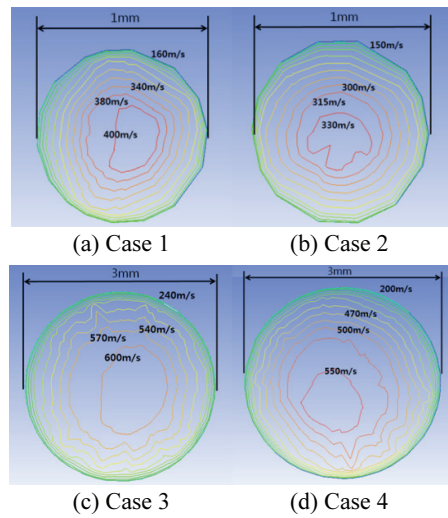 1mm
160m/s
340m/s
380m/s
400m/s
(a) Case 1
1mm
150m/s
300m/s
315m/s
330m/s
(b) Case 2
3mm
240m/s
540m/s
570m/s
600m/s
(c) Case 3
3mm
200m/s
470m/s
500m/s
550m/s
(d) Case 4